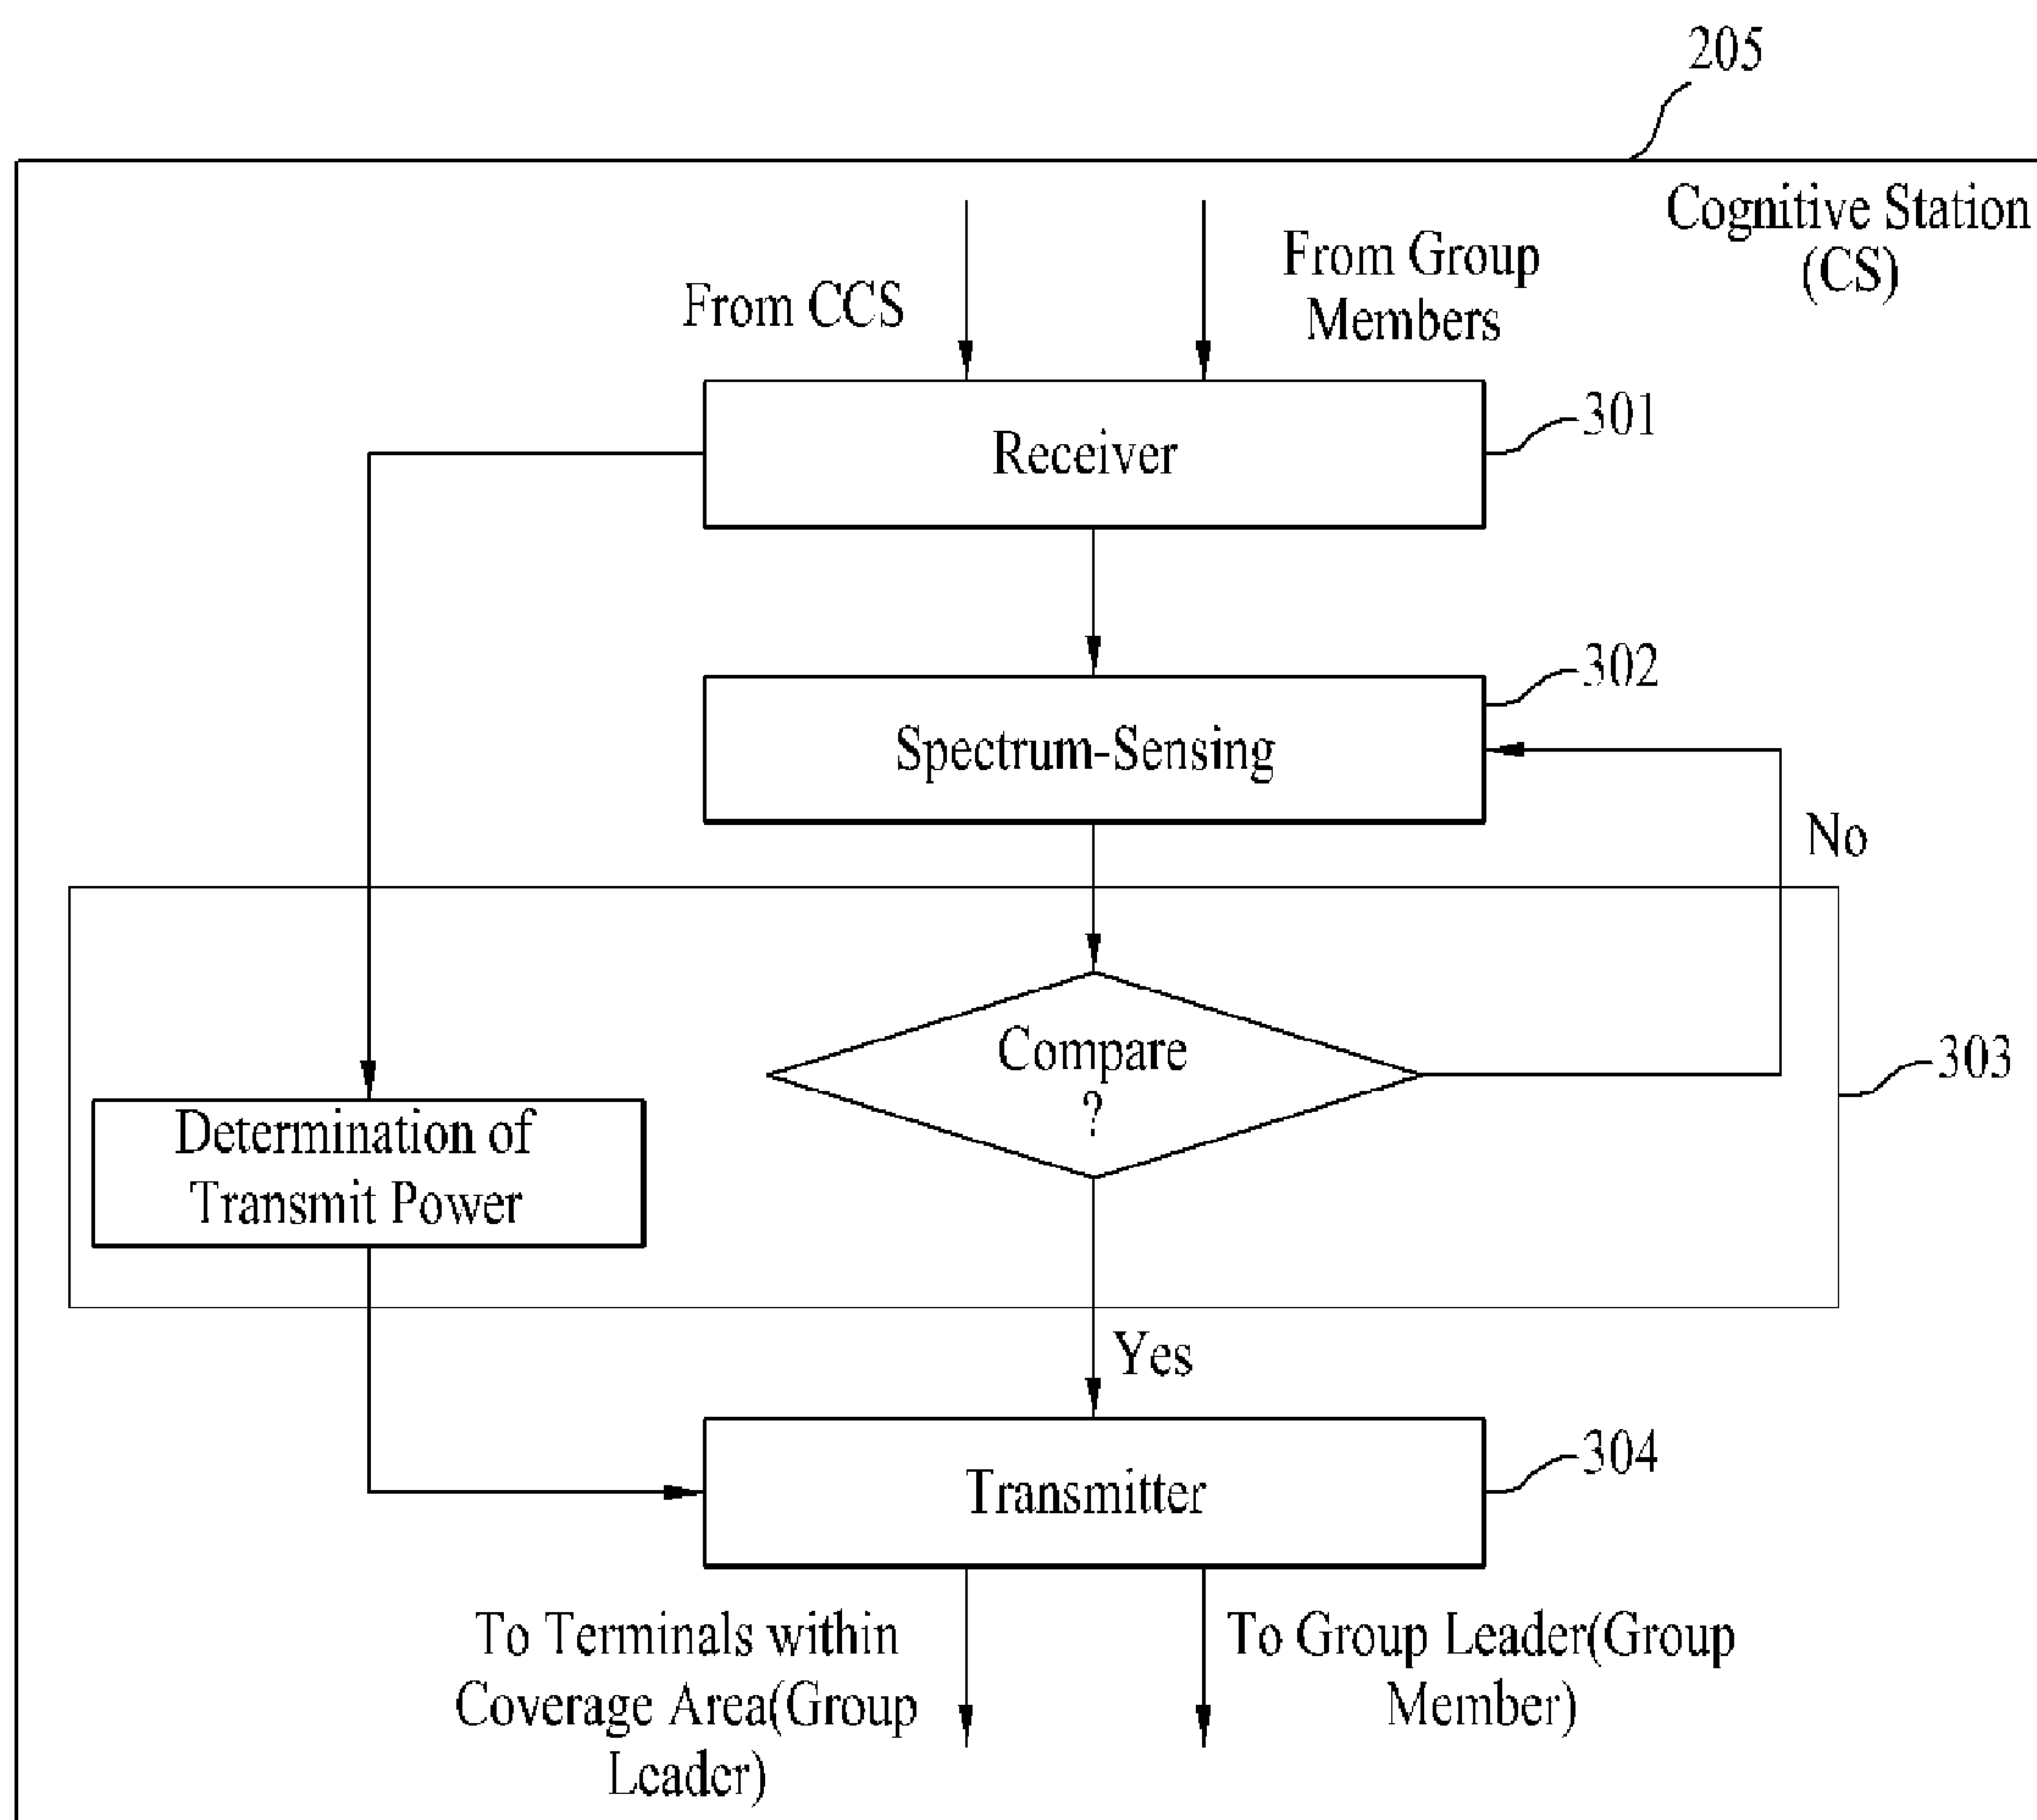 205
Cognitive Station
(CS)
From CCS
From Group
Members
Receiver
301
Spectrum-Sensing
302
No
Compare
?
303
Determination of
Transmit Power
Yes
Transmitter
304
To Terminals within
Coverage Area(Group
Leader)
To Group Leader(Group
Member)